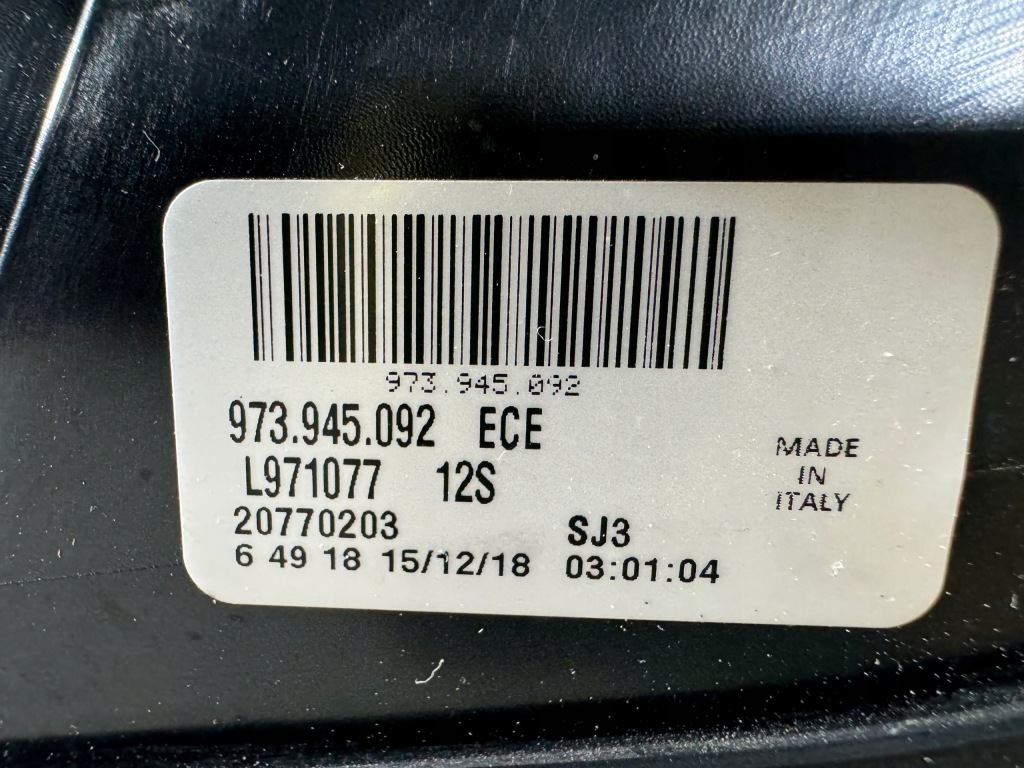 973.945.092
973.945.092 ECE
L971077 12S
MADE
IN
ITALY
20770203 SJ3
6 49 18 15/12/18 03:01:04